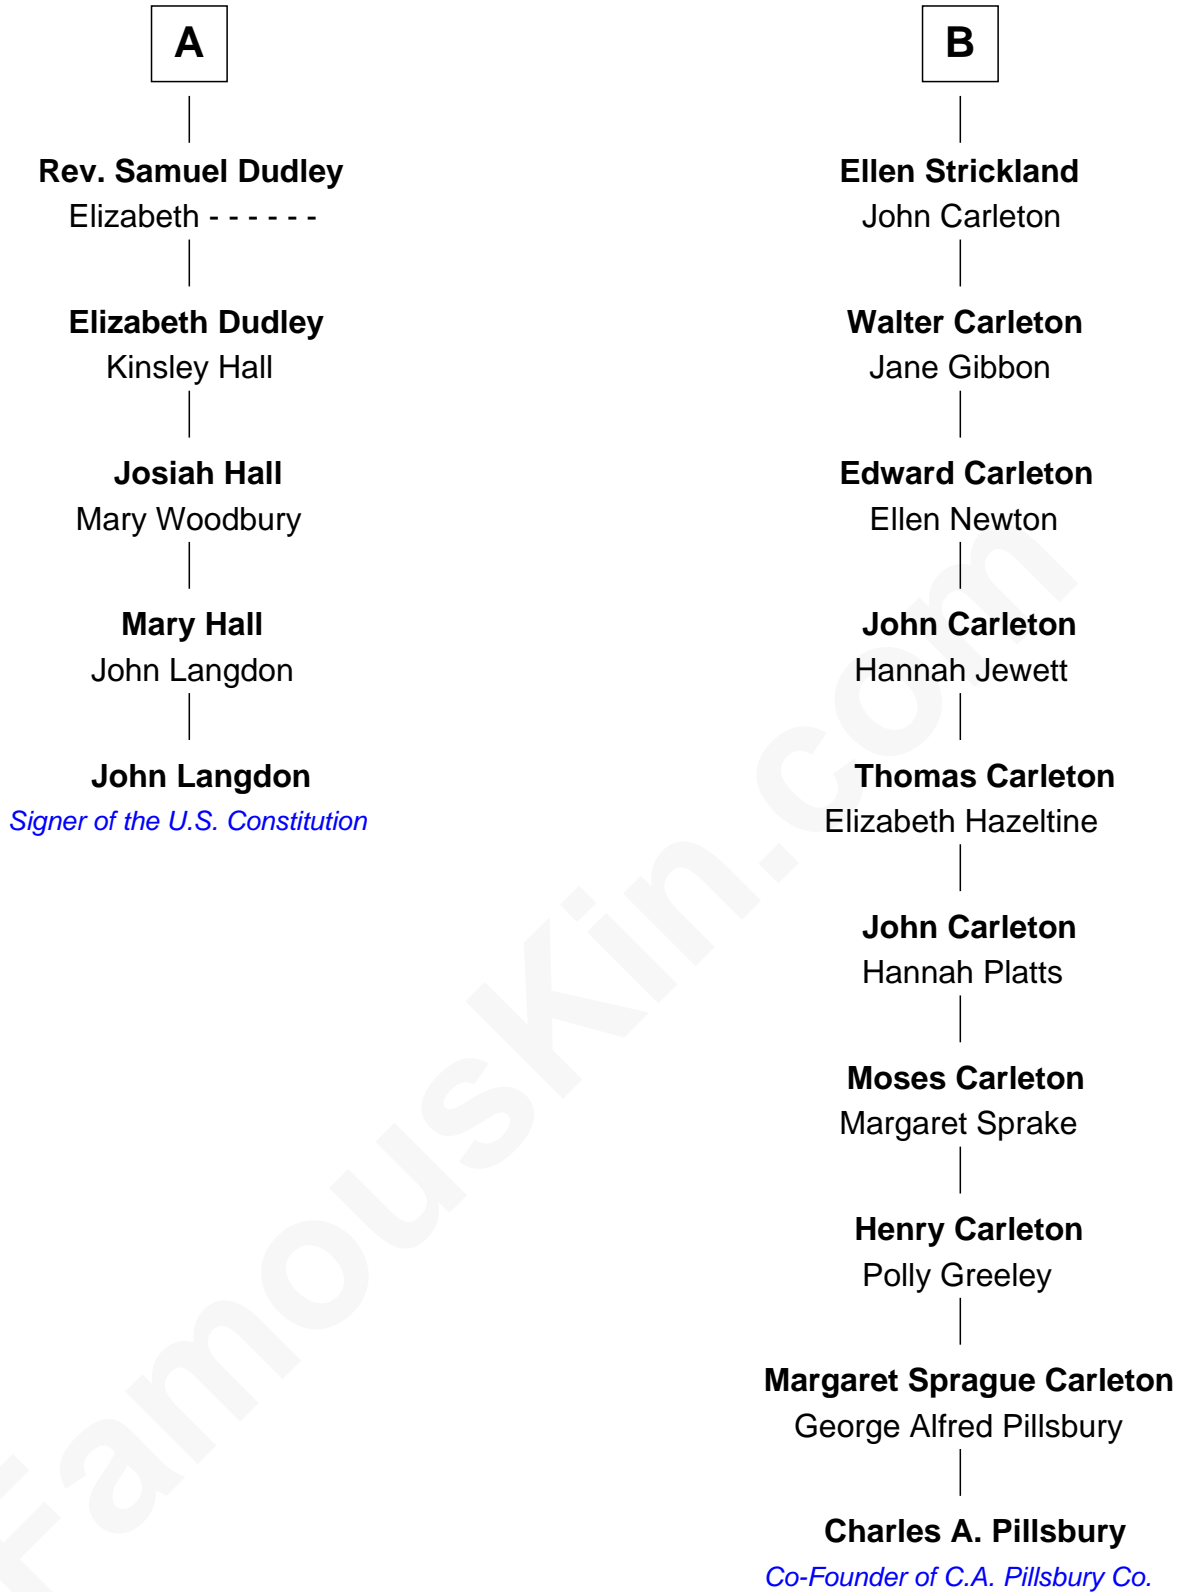 A
Rev. Samuel Dudley
Elizabeth - - - - - -
Elizabeth Dudley
Kinsley Hall
Josiah Hall
Mary Woodbury
Mary Hall
John Langdon
John Langdon
Signer of the U.S. Constitution
B
Ellen Strickland
John Carleton
Walter Carleton
Jane Gibbon
Edward Carleton
Ellen Newton
John Carleton
Hannah Jewett
Thomas Carleton
Elizabeth Hazeltine
John Carleton
Hannah Platts
Moses Carleton
Margaret Sprake
Henry Carleton
Polly Greeley
Margaret Sprague Carleton
George Alfred Pillsbury
Charles A. Pillsbury
Co-Founder of C.A. Pillsbury Co.
FamousKin.com